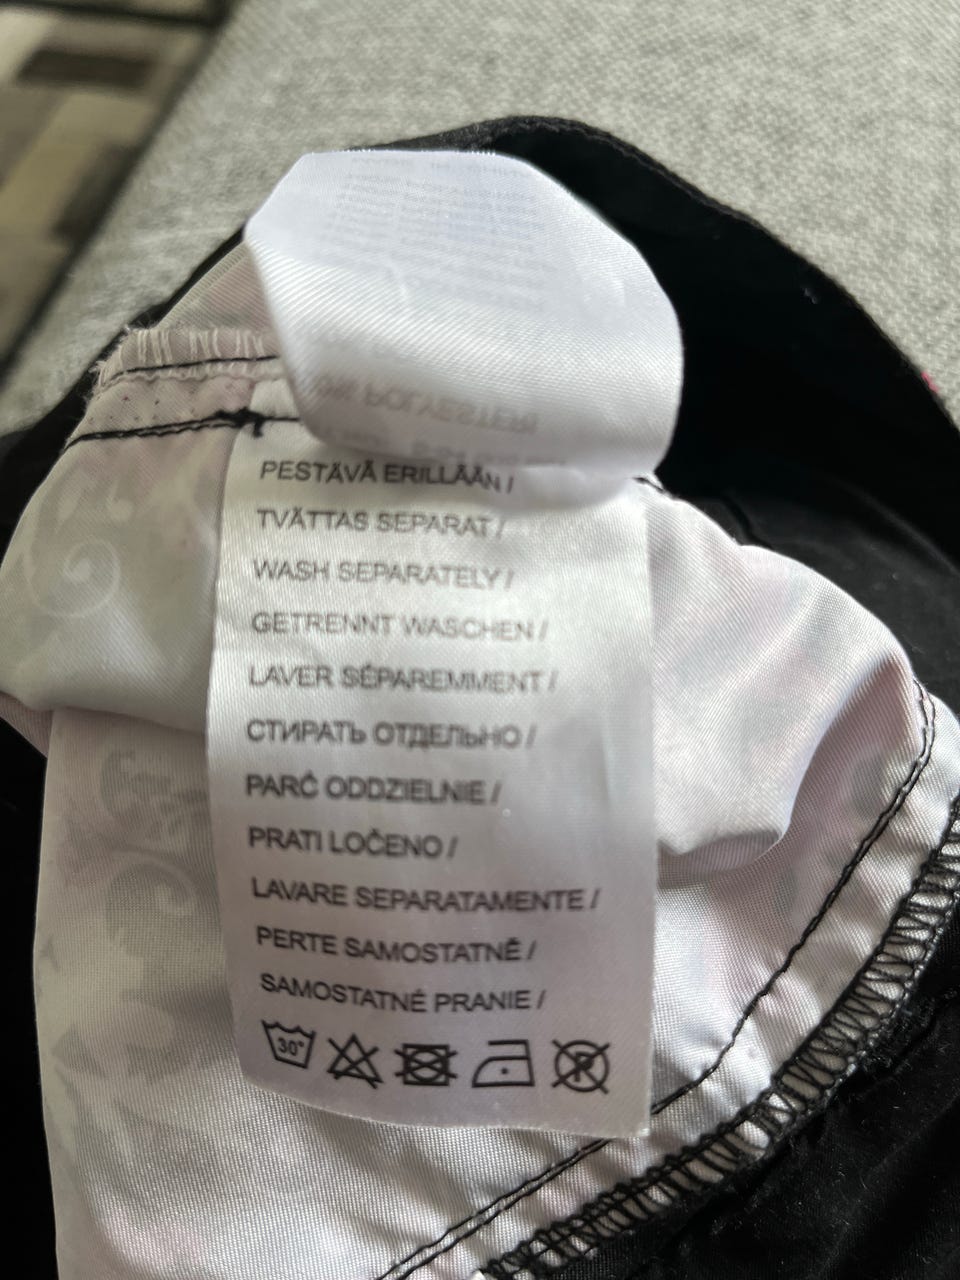 POLYESTERI
PESTÄVÄ ERILLÄÄN /
TVÄTTAS SEPARAT /
WASH SEPARATELY /
GETRENNT WASCHEN /
LAVER SÉPAREMMENT /
СТИРАТЬ ОТДЕЛЬНО /
PARĆ ODDZIELNIE /
PRATI LOČENO /
LAVARE SEPARATAMENTE /
PERTE SAMOSTATNĚ /
SAMOSTATNÉ PRANIE /
30° P